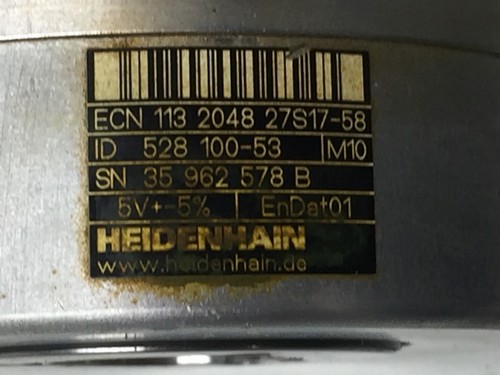 ECN 113 2048 27S17-58
ID 528 100-53 M10
SN 35 962 578 B
5V+-5% EnDat01
HEIDENHAIN
www.heidenhain.de